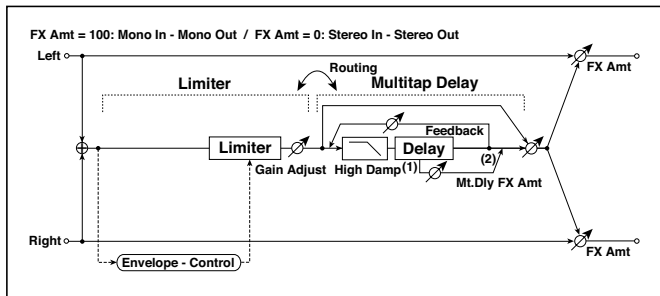 FX Amt = 100: Mono In - Mono Out / FX Amt = 0: Stereo In - Stereo Out
Left
FX Amt
Routing
Limiter
Multitap Delay
Feedback
Limiter
Delay
Gain Adjust
High Damp
(1)
(2)
Mt.Dly FX Amt
Right
FX Amt
Envelope - Control